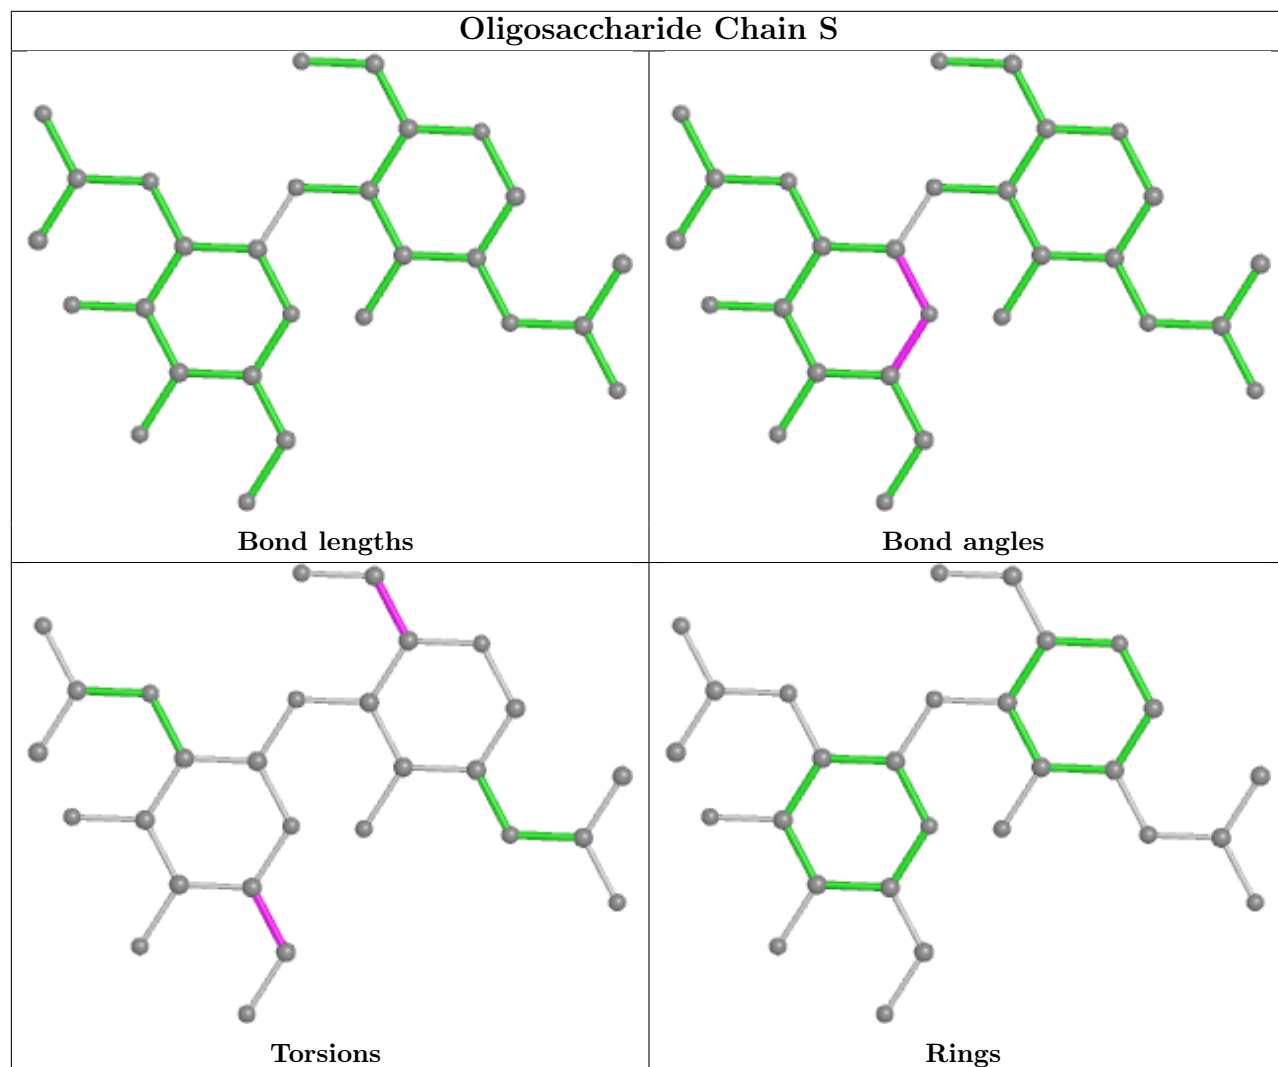 Oligosaccharide Chain S
Bond lengths
Bond angles
Torsions
Rings